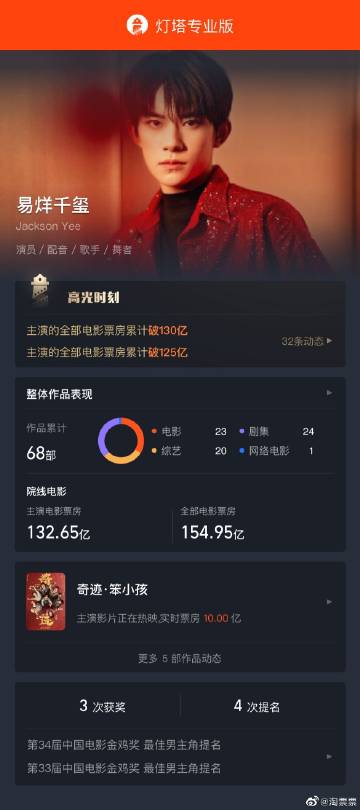 灯塔专业版
易烊千玺
Jackson Yee
演员 / 配音 / 歌手 / 舞者
高光时刻
主演的全部电影票房累计破130亿
主演的全部电影票房累计破125亿
32条动态
整体作品表现
作品累计
68部
电影 23
剧集 24
综艺 20
网络电影 1
院线电影
主演电影票房
全部电影票房
132.65亿
154.95亿
奇迹·笨小孩
主演影片正在热映,实时票房 10.00 亿
更多 5 部作品动态
3 次获奖
4 次提名
第34届中国电影金鸡奖 最佳男主角提名
第33届中国电影金鸡奖 最佳男主角提名
@淘票票